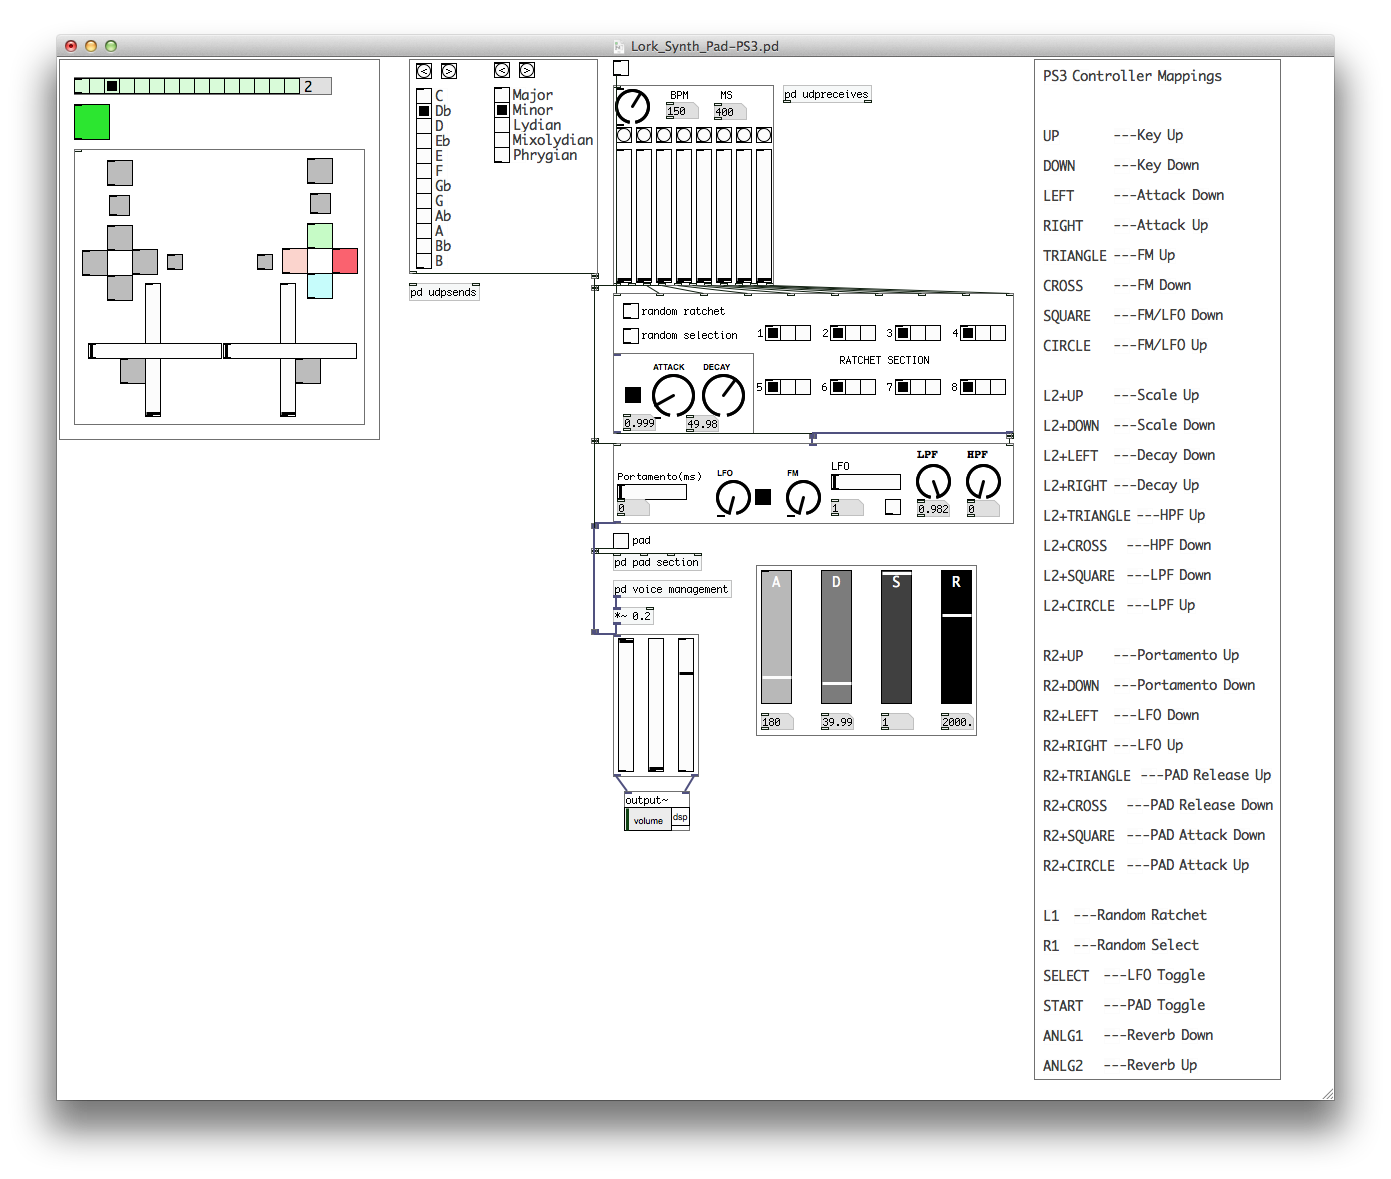 Lork_Synth_Pad-PS3.pd
2
< >
< >
C
Db
D
Eb
E
F
Gb
G
Ab
A
Bb
B
Major
Minor
Lydian
Mixolydian
Phrygian
pd udpsends
BPM MS
150 400
pd udpreceives
random ratchet
random selection
1 2 3 4
RATCHET SECTION
5 6 7 8
ATTACK DECAY
0.999 49.98
Portamento(ms)
0
LFO
FM
LFO
1
LPF HPF
0.982 0
pad
pd pad section
pd voice management
*~ 0.2
A D S R
180 39.99 1 2000.
output~
volume dsp
PS3 Controller Mappings
UP ---Key Up
DOWN ---Key Down
LEFT ---Attack Down
RIGHT ---Attack Up
TRIANGLE ---FM Up
CROSS ---FM Down
SQUARE ---FM/LFO Down
CIRCLE ---FM/LFO Up
L2+UP ---Scale Up
L2+DOWN ---Scale Down
L2+LEFT ---Decay Down
L2+RIGHT ---Decay Up
L2+TRIANGLE ---HPF Up
L2+CROSS ---HPF Down
L2+SQUARE ---LPF Down
L2+CIRCLE ---LPF Up
R2+UP ---Portamento Up
R2+DOWN ---Portamento Down
R2+LEFT ---LFO Down
R2+RIGHT ---LFO Up
R2+TRIANGLE ---PAD Release Up
R2+CROSS ---PAD Release Down
R2+SQUARE ---PAD Attack Down
R2+CIRCLE ---PAD Attack Up
L1 ---Random Ratchet
R1 ---Random Select
SELECT ---LFO Toggle
START ---PAD Toggle
ANLG1 ---Reverb Down
ANLG2 ---Reverb Up